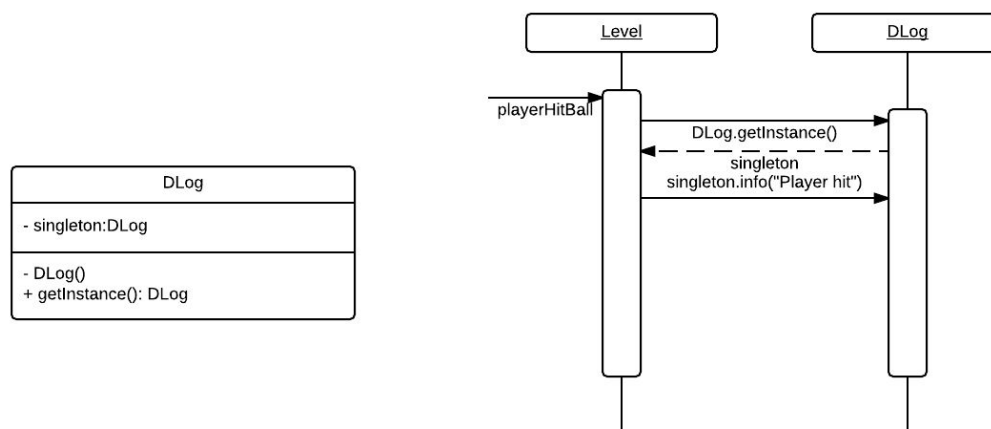 DLog
- singleton:DLog
- DLog()
+ getInstance(): DLog
Level
DLog
playerHitBall
DLog.getInstance()
singleton
singleton.info("Player hit")